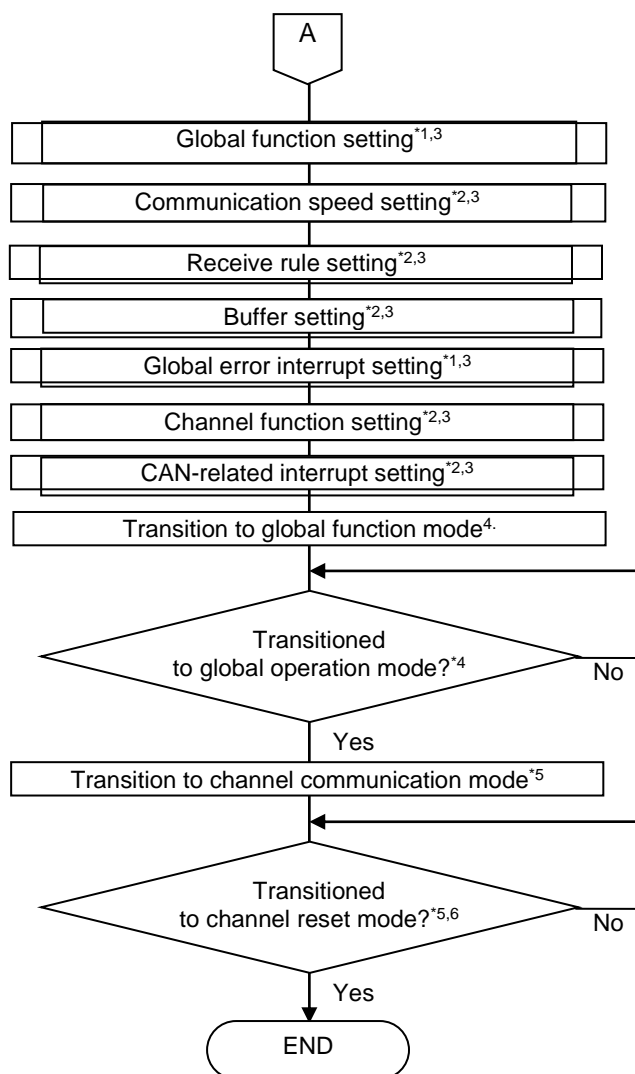 A
Global function setting*1,3
Communication speed setting*2,3
Receive rule setting*2,3
Buffer setting*2,3
Global error interrupt setting*1,3
Channel function setting*2,3
CAN-related interrupt setting*2,3
Transition to global function mode4.
Transitioned
to global operation mode?*4
No
Yes
Transition to channel communication mode*5
Transitioned
to channel reset mode?*5,6
No
Yes
END